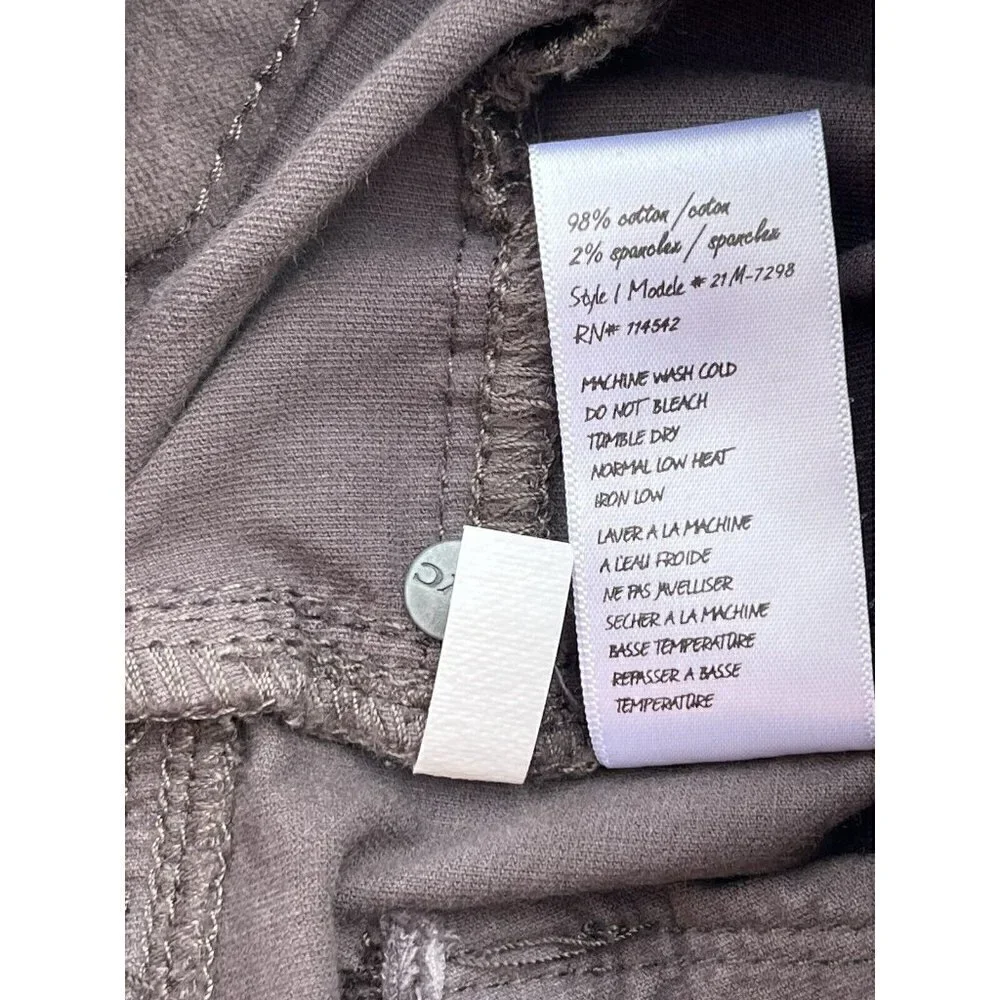 98% cotton / coton
2% spandex / spandex
Style / Modele # 21M-7298
RN# 114542
MACHINE WASH COLD
DO NOT BLEACH
TUMBLE DRY
NORMAL LOW HEAT
IRON LOW
LAVER A LA MACHINE
A L'EAU FROIDE
NE PAS JAVELLISER
SECHER A LA MACHINE
BASSE TEMPERATURE
REPASSER A BASSE
TEMPERATURE